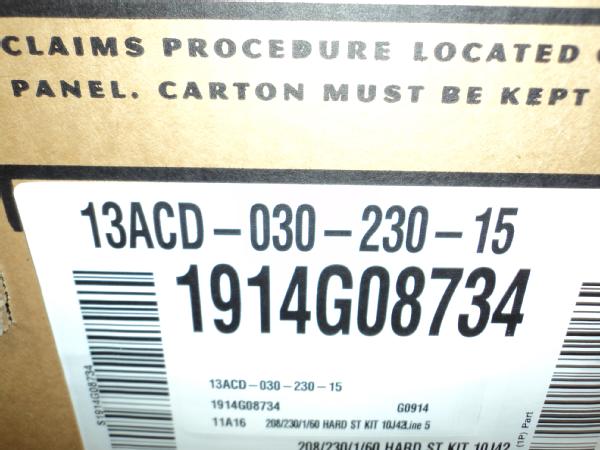 CLAIMS PROCEDURE LOCATED
PANEL. CARTON MUST BE KEPT
13ACD-030-230-15
1914G08734
S1914G08734
13ACD-030-230-15
1914G08734 G0914
11A16 208/230/1/60 HARD ST KIT 10J42Line 5
(1P) Part
208/230/1/60 HARD ST KIT 10J42